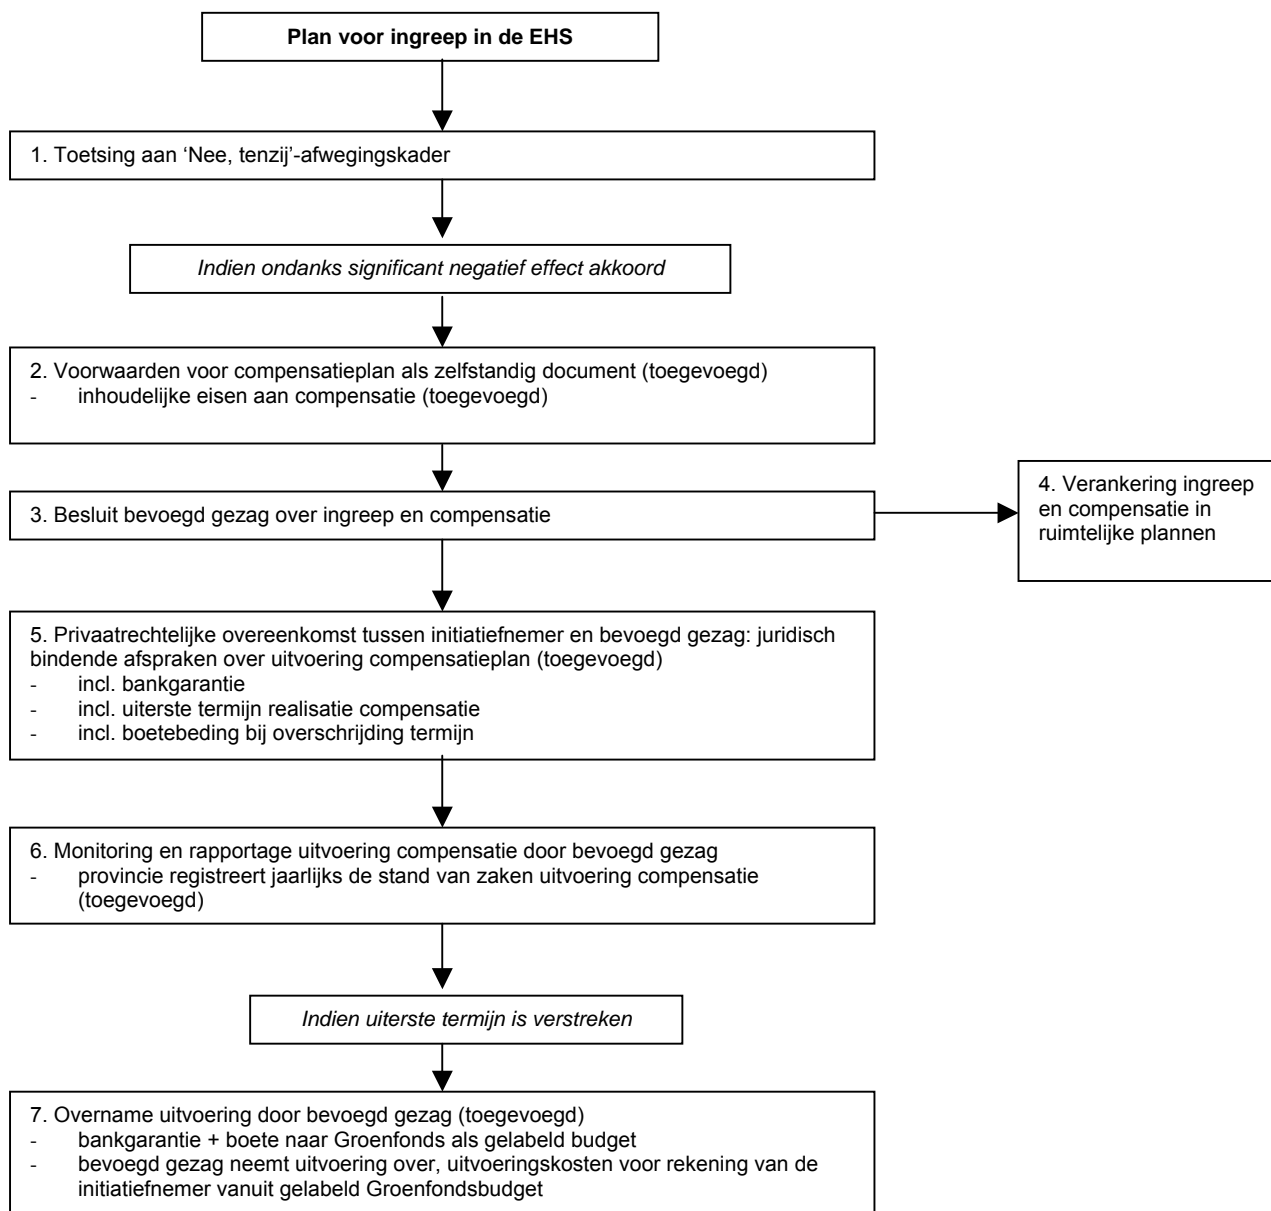 Plan voor ingreep in de EHS
1. Toetsing aan ‘Nee, tenzij’-afwegingskader
Indien ondanks significant negatief effect akkoord
2. Voorwaarden voor compensatieplan als zelfstandig document (toegevoegd)
- inhoudelijke eisen aan compensatie (toegevoegd)
3. Besluit bevoegd gezag over ingreep en compensatie
4. Verankering ingreep
en compensatie in
ruimtelijke plannen
5. Privaatrechtelijke overeenkomst tussen initiatiefnemer en bevoegd gezag: juridisch
bindende afspraken over uitvoering compensatieplan (toegevoegd)
- incl. bankgarantie
- incl. uiterste termijn realisatie compensatie
- incl. boetebeding bij overschrijding termijn
6. Monitoring en rapportage uitvoering compensatie door bevoegd gezag
- provincie registreert jaarlijks de stand van zaken uitvoering compensatie
(toegevoegd)
Indien uiterste termijn is verstreken
7. Overname uitvoering door bevoegd gezag (toegevoegd)
- bankgarantie + boete naar Groenfonds als gelabeld budget
- bevoegd gezag neemt uitvoering over, uitvoeringskosten voor rekening van de
initiatiefnemer vanuit gelabeld Groenfondsbudget